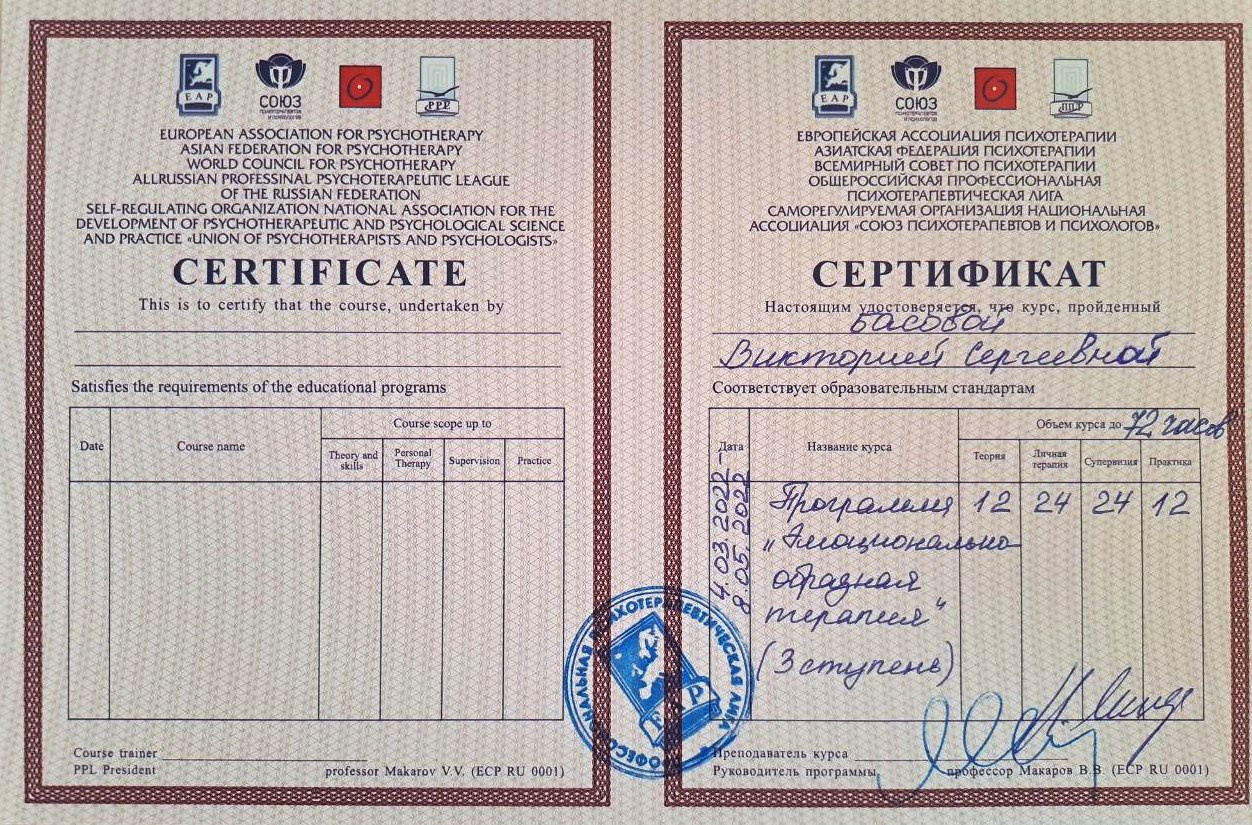 EAP
СОЮЗ
ПСИХОТЕРАПЕВТОВ
И ПСИХОЛОГОВ
PPL
EUROPEAN ASSOCIATION FOR PSYCHOTHERAPY
ASIAN FEDERATION FOR PSYCHOTHERAPY
WORLD COUNCIL FOR PSYCHOTHERAPY
ALLRUSSIAN PROFESSINAL PSYCHOTERAPEUTIC LEAGUE
OF THE RUSSIAN FEDERATION
SELF-REGULATING ORGANIZATION NATIONAL ASSOCIATION FOR THE
DEVELOPMENT OF PSYCHOTHERAPEUTIC AND PSYCHOLOGICAL SCIENCE
AND PRACTICE «UNION OF PSYCHOTHERAPISTS AND PSYCHOLOGISTS»
CERTIFICATE
This is to certify that the course, undertaken by
Satisfies the requirements of the educational programs
Date
Course name
Course scope up to
Theory and
skills
Personal
Therapy
Supervision
Practice
Course trainer
PPL President
professor Makarov V.V. (ECP RU 0001)
EAP
СОЮЗ
ПСИХОТЕРАПЕВТОВ
И ПСИХОЛОГОВ
ППЛ
ЕВРОПЕЙСКАЯ АССОЦИАЦИЯ ПСИХОТЕРАПИИ
АЗИАТСКАЯ ФЕДЕРАЦИЯ ПСИХОТЕРАПИИ
ВСЕМИРНЫЙ СОВЕТ ПО ПСИХОТЕРАПИИ
ОБЩЕРОССИЙСКАЯ ПРОФЕССИОНАЛЬНАЯ
ПСИХОТЕРАПЕВТИЧЕСКАЯ ЛИГА
САМОРЕГУЛИРУЕМАЯ ОРГАНИЗАЦИЯ НАЦИОНАЛЬНАЯ
АССОЦИАЦИЯ «СОЮЗ ПСИХОТЕРАПЕВТОВ И ПСИХОЛОГОВ»
СЕРТИФИКАТ
Настоящим удостоверяется, что курс, пройденный
Басовой
Викторией Сергеевной
Соответствует образовательным стандартам
Дата
Название курса
Объем курса до 72 часов
Теория
Личная
терапия
Супервизия
Практика
4.03.2022–
8.05.2022
Программа 12 24 24 12
„Эмоционально
образная
терапия“
(3 ступень)
Преподаватель курса
Руководитель программы,
профессор Макаров В.В. (ECP RU 0001)
ПСИХОТЕРАПЕВТИЧЕСКАЯ ЛИГА
EAP